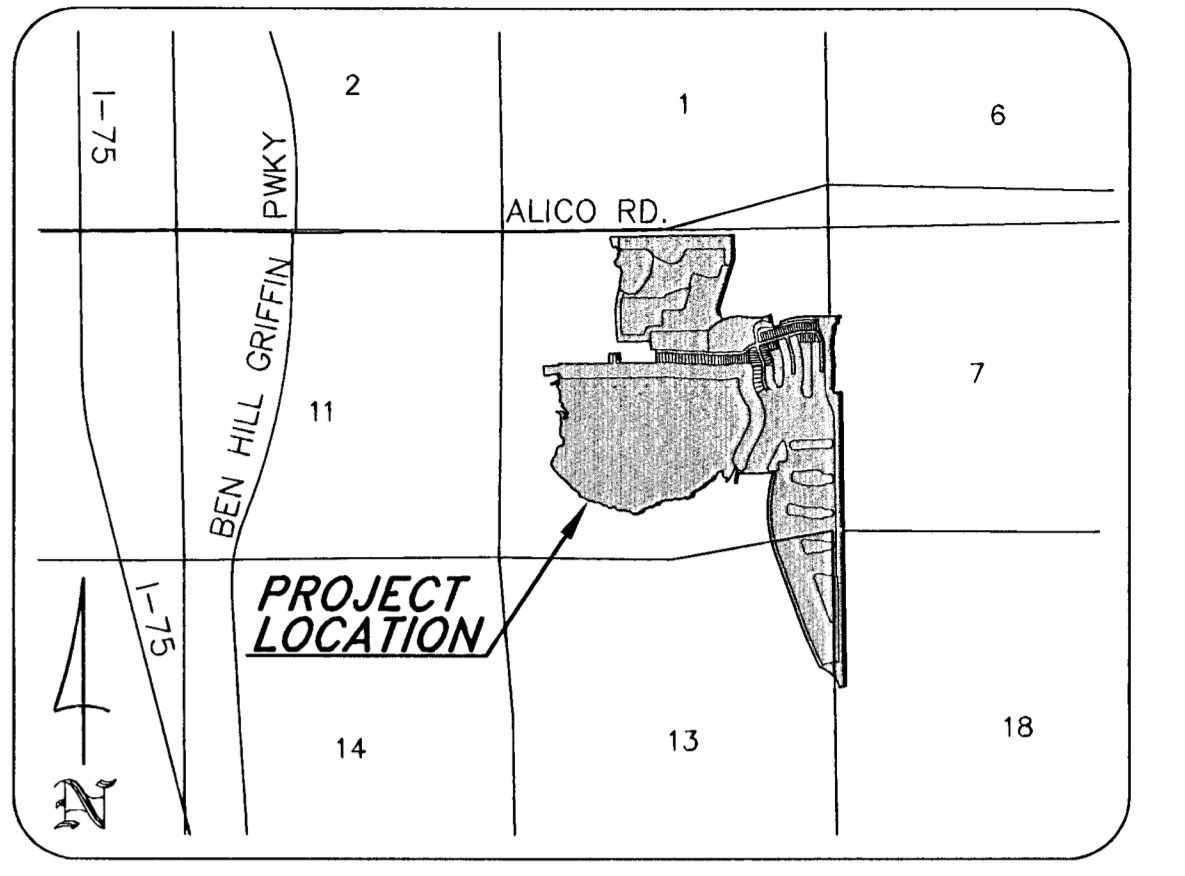 I-75
2
1
6
PWKY
ALICO RD.
BEN HILL GRIFFIN
11
7
I-75
PROJECT
LOCATION
14
13
18
N